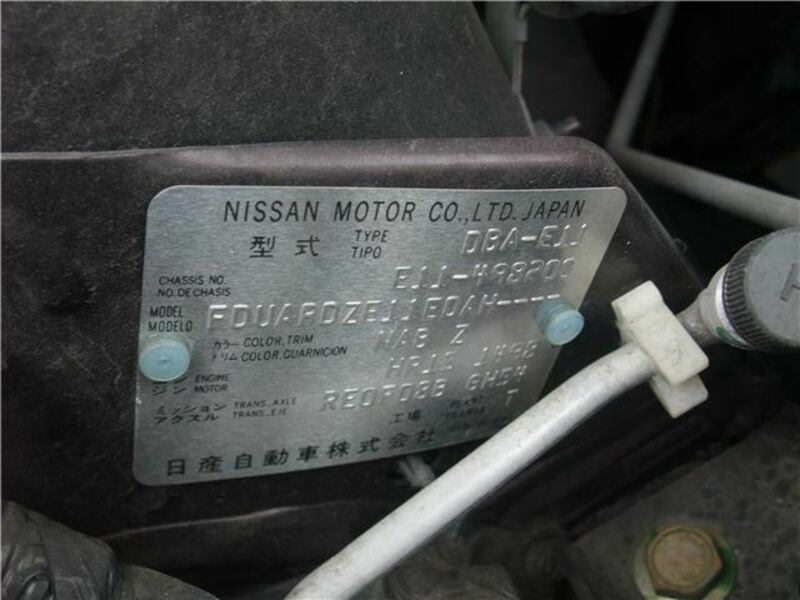 NISSAN MOTOR CO.,LTD. JAPAN
型式 TYPE TIPO DBA-E11
CHASSIS NO. NO. DE CHASIS E11-498200
MODEL MODELO FDUARDZE11EDAH----
カラー COLOR, TRIM トリム COLOR, GUARNICION Z
ジン ENGINE MOTOR HR15 1498
ミッション TRANS. AXLE アクスル TRANS. EJE RE0F08B GH54
工場 PLANT PLANTA T
日産自動車株式会社